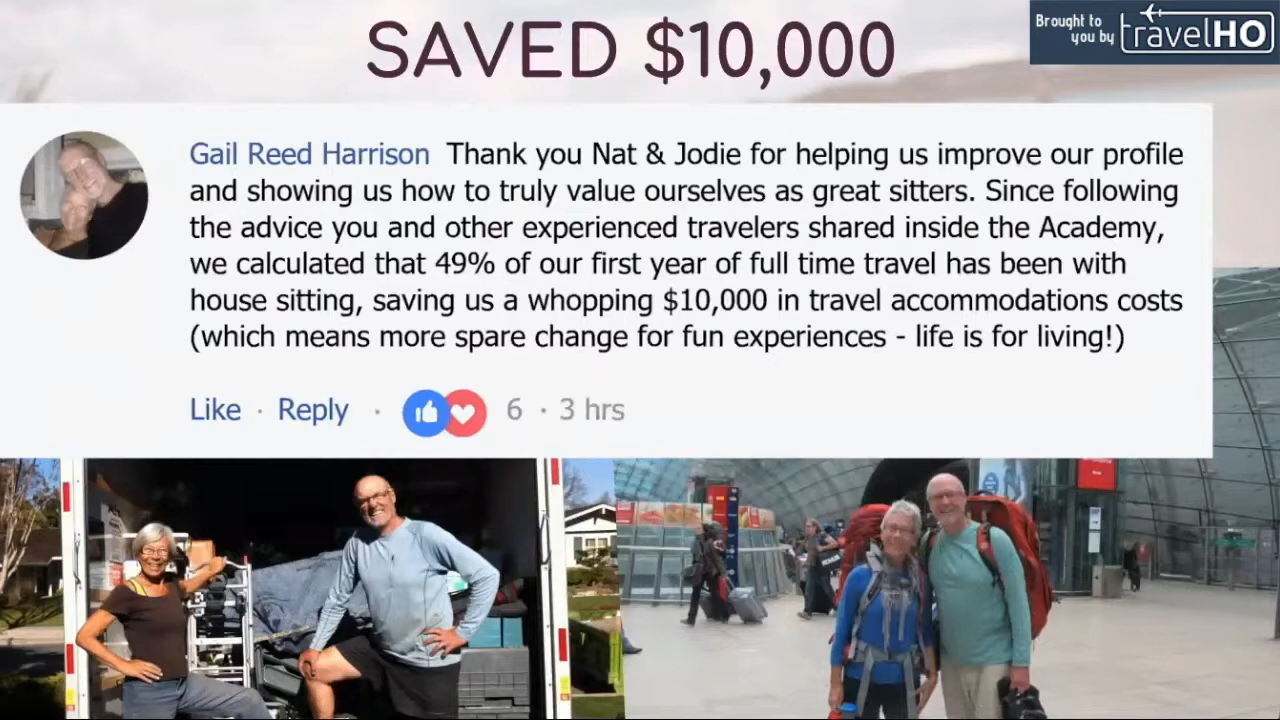 SAVED $10,000
Brought to
you by
travelHO
Gail Reed Harrison Thank you Nat & Jodie for helping us improve our profile
and showing us how to truly value ourselves as great sitters. Since following
the advice you and other experienced travelers shared inside the Academy,
we calculated that 49% of our first year of full time travel has been with
house sitting, saving us a whopping $10,000 in travel accommodations costs
(which means more spare change for fun experiences - life is for living!)
Like · Reply · 6 · 3 hrs